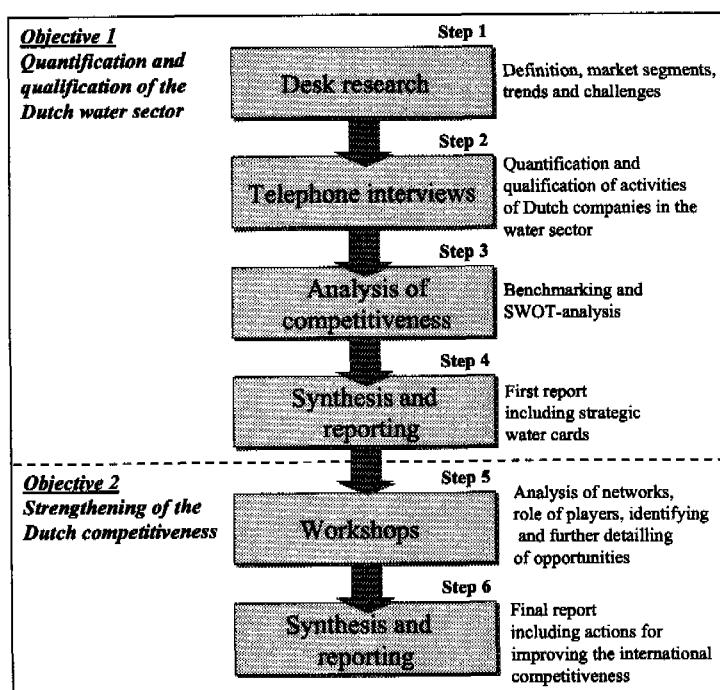 Objective 1
Quantification and
qualification of the
Dutch water sector
Step 1
Desk research
Definition, market segments,
trends and challenges
Step 2
Telephone interviews
Quantification and
qualification of activities
of Dutch companies in the
water sector
Step 3
Analysis of
competitiveness
Benchmarking and
SWOT-analysis
Step 4
Synthesis and
reporting
First report
including strategic
water cards
Objective 2
Strengthening of the
Dutch competitiveness
Step 5
Workshops
Analysis of networks,
role of players, identifying
and further detailling
of opportunities
Step 6
Synthesis and
reporting
Final report
including actions for
improving the international
competitiveness